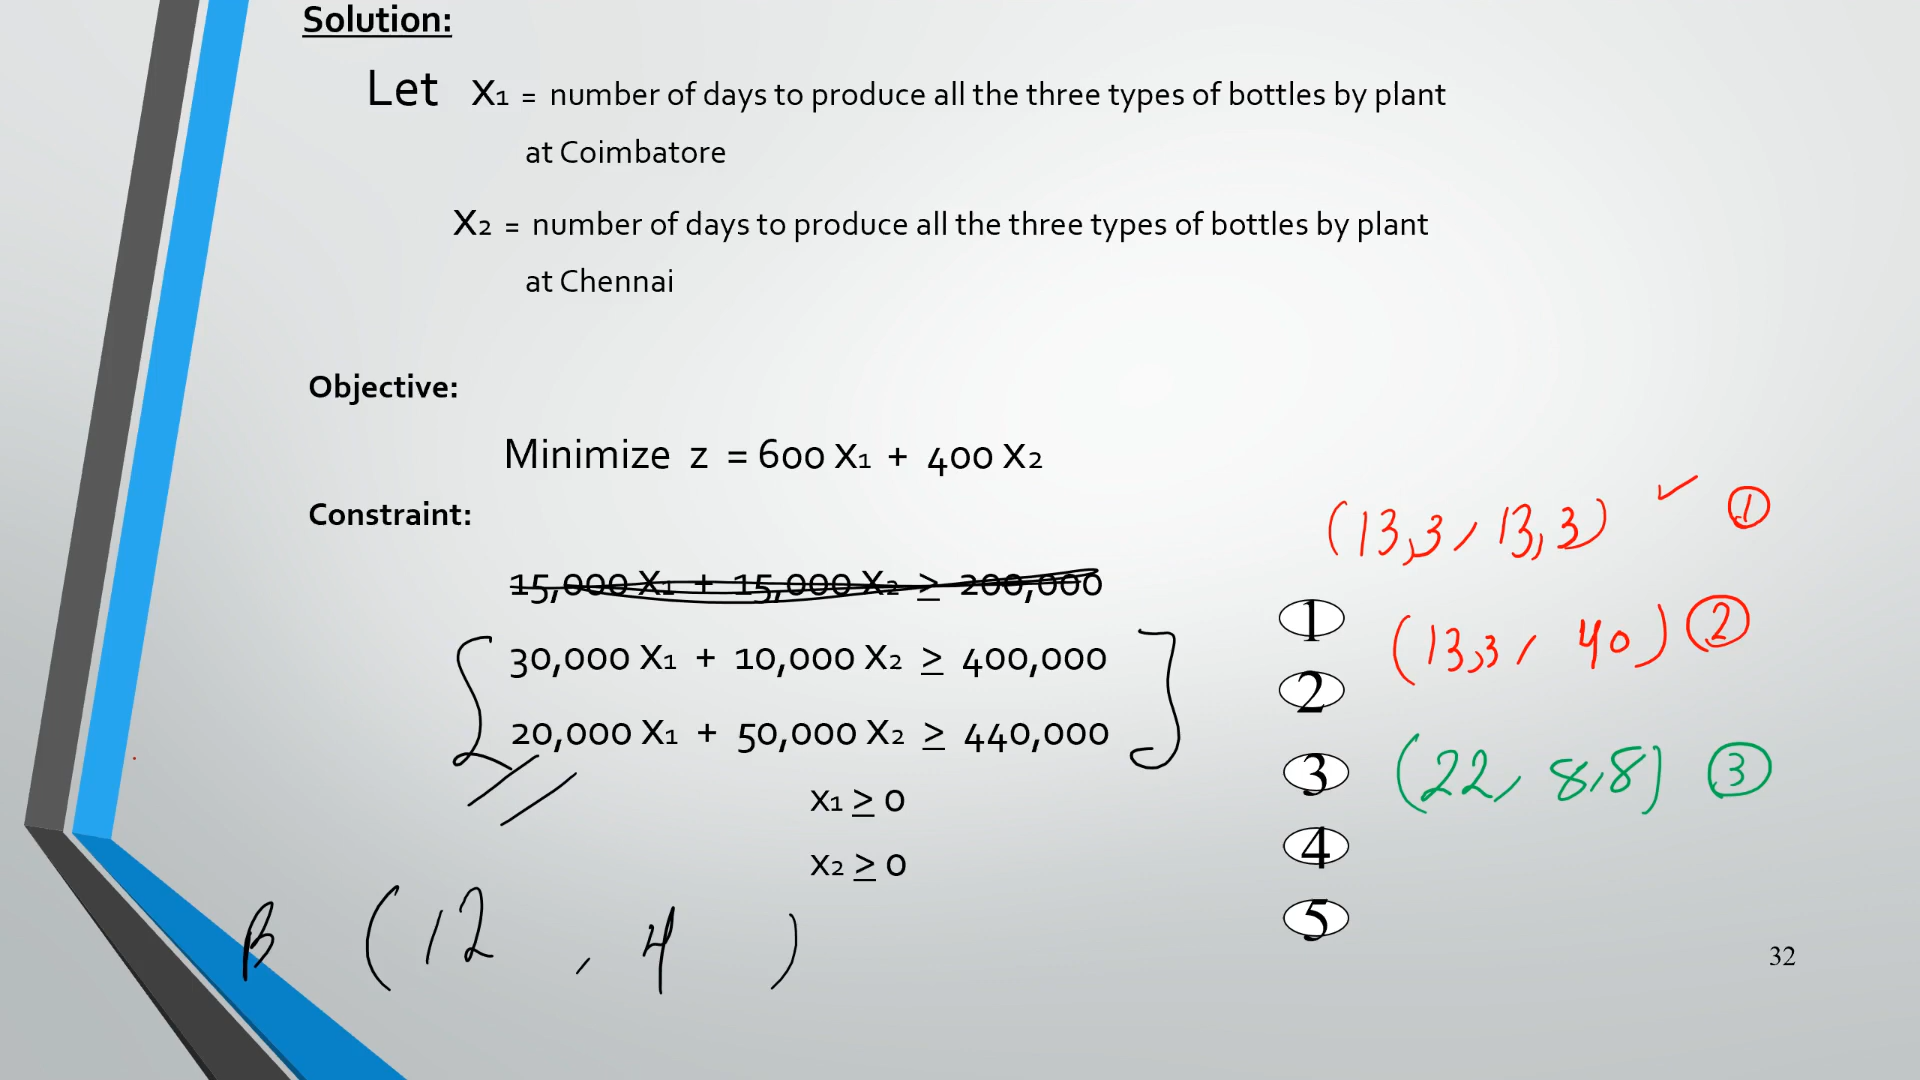 Solution:
Let X1 = number of days to produce all the three types of bottles by plant
at Coimbatore
X2 = number of days to produce all the three types of bottles by plant
at Chennai
Objective:
Minimize z = 600 X1 + 400 X2
Constraint:
(13,3, 13,3) ✓ ①
15,000 X1 + 15,000 X2 ≥ 200,000
1
(13,3, 40) ②
30,000 X1 + 10,000 X2 ≥ 400,000
2
20,000 X1 + 50,000 X2 ≥ 440,000
3
(22, 8,8) ③
X1 ≥ 0
4
X2 ≥ 0
5
B (12, 4)
32